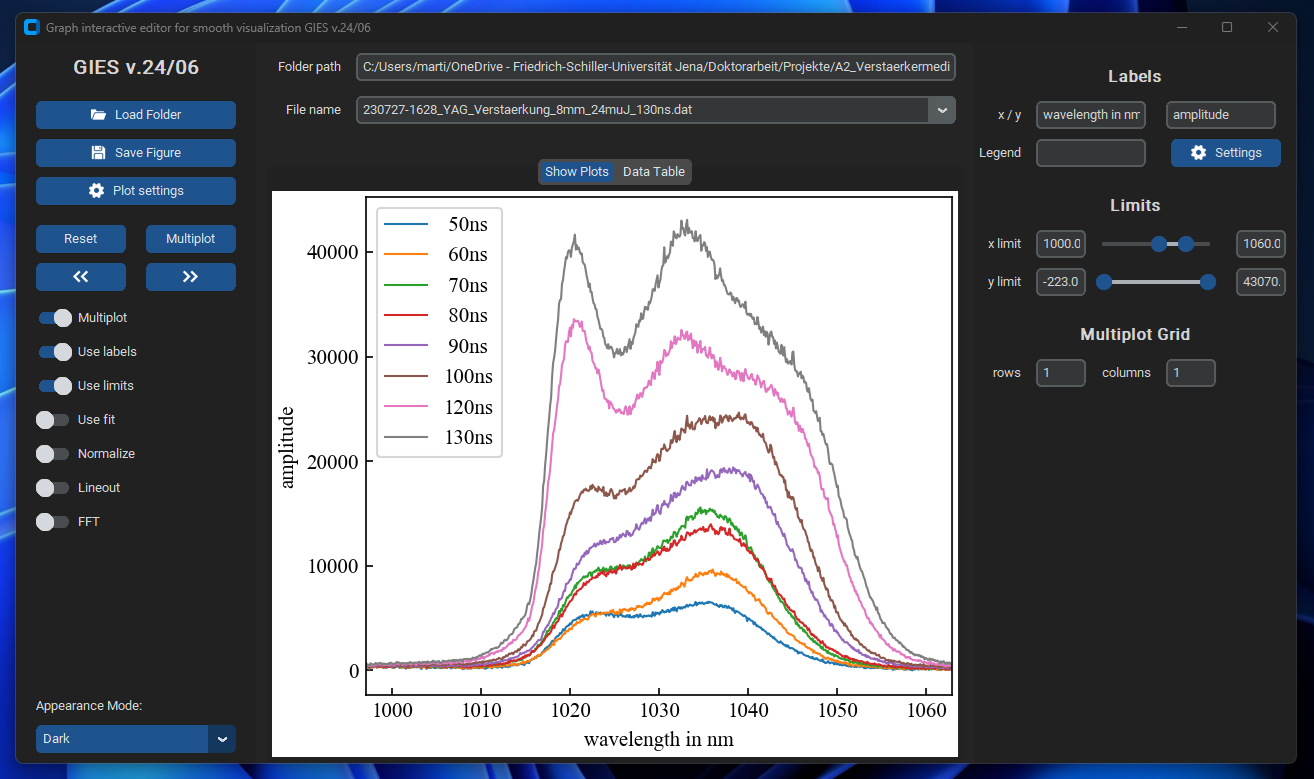 Graph interactive editor for smooth visualization GIES v.24/06
GIES v.24/06
Load Folder
Save Figure
Plot settings
Reset
Multiplot
Multiplot
Use labels
Use limits
Use fit
Normalize
Lineout
FFT
Appearance Mode:
Dark
Folder path
C:/Users/marti/OneDrive - Friedrich-Schiller-Universität Jena/Doktorarbeit/Projekte/A2_Verstaerkermedi
File name
230727-1628_YAG_Verstaerkung_8mm_24muJ_130ns.dat
Show Plots
Data Table
50ns
60ns
70ns
80ns
90ns
100ns
120ns
130ns
amplitude
40000
30000
20000
10000
0
1000 1010 1020 1030 1040 1050 1060
wavelength in nm
Labels
x / y
wavelength in nm
amplitude
Legend
Settings
Limits
x limit
1000.0
1060.0
y limit
-223.0
43070.
Multiplot Grid
rows
1
columns
1